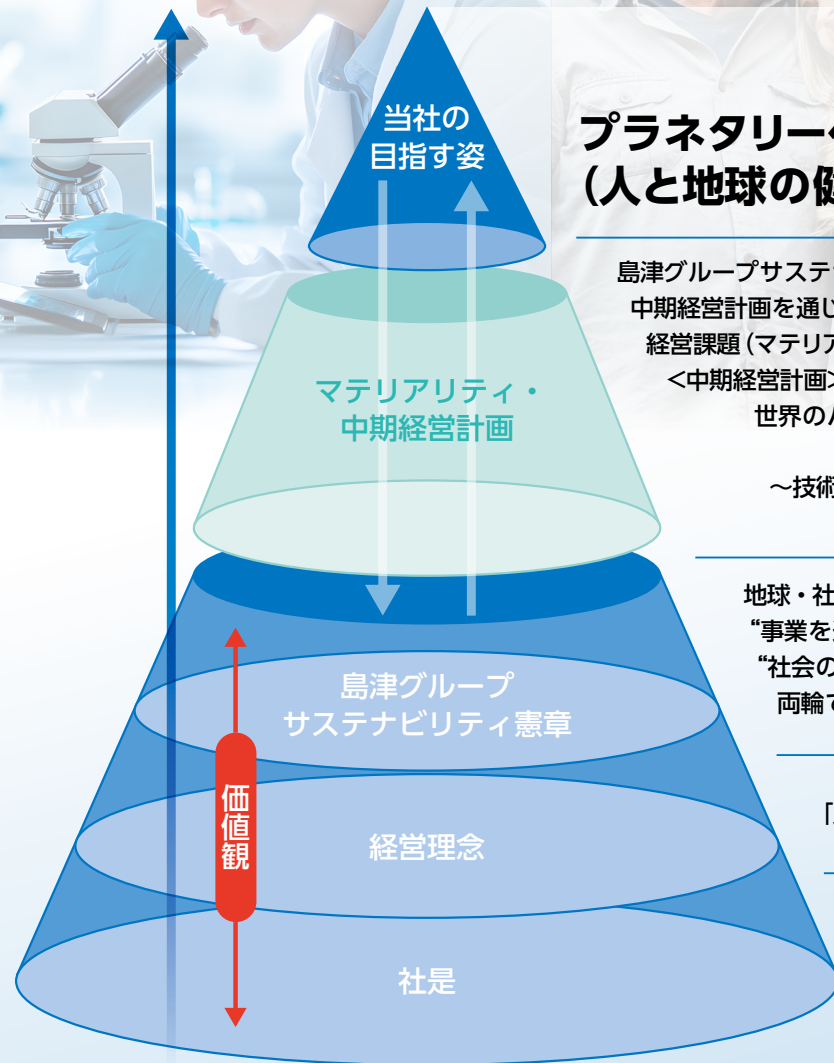 当社の
目指す姿
プラネタリー
(人と地球の
島津グループサステ
中期経営計画を通じ
経営課題(マテリア
<中期経営計画>
世界の
~技術
マテリアリティ・
中期経営計画
地球・社
“事業を
“社会の
両輪で
島津グループ
サステナビリティ憲章
価値観
「
経営理念
社是